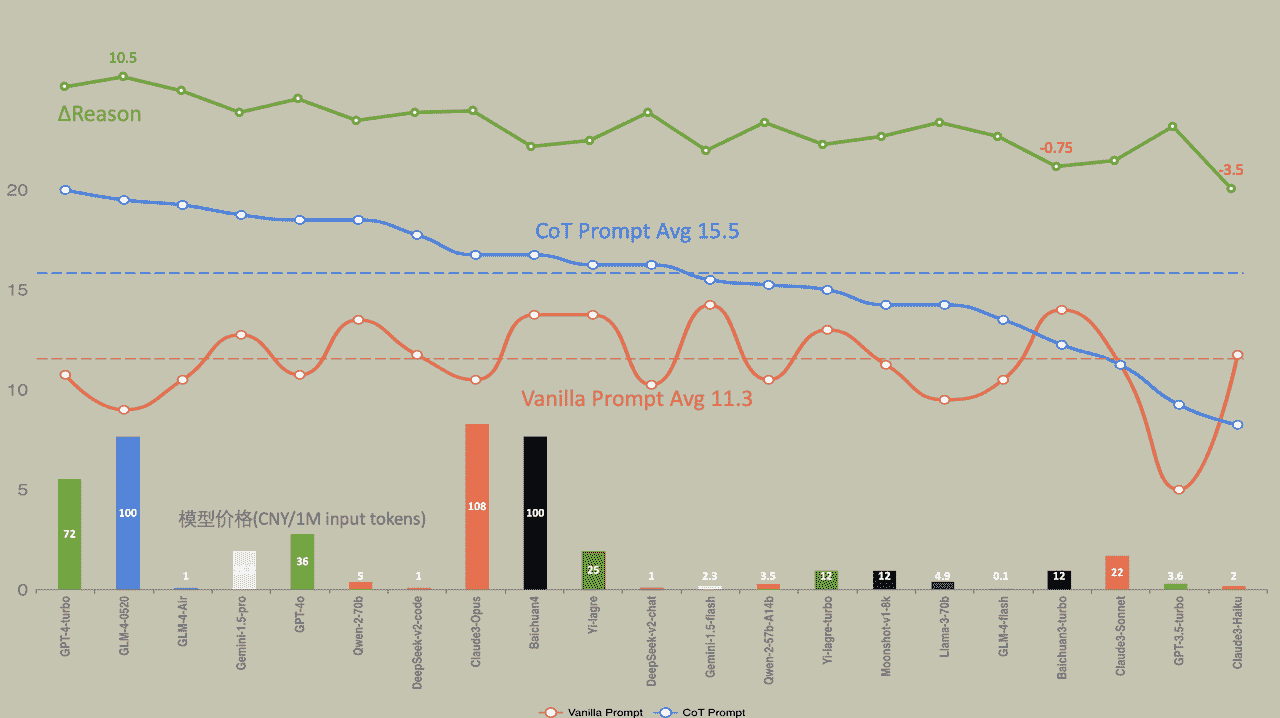 10.5
ΔReason
-0.75
-3.5
20
CoT Prompt Avg 15.5
15
10
Vanilla Prompt Avg 11.3
5
模型价格(CNY/1M input tokens)
0
72
100
1
36
5
1
108
100
25
1
2.3
3.5
12
12
4.9
0.1
12
22
3.6
2
GPT-4-turbo
GLM-4-0520
GLM-4-Air
Gemini-1.5-pro
GPT-4o
Qwen-2-70b
DeepSeek-v2-code
Claude3-Opus
Baichuan4
Yi-lagre
DeepSeek-v2-chat
Gemini-1.5-flash
Qwen-2-57b-A14b
Yi-lagre-turbo
Moonshot-v1-8k
Llama-3-70b
GLM-4-flash
Baichuan3-turbo
Claude3-Sonnet
GPT-3.5-turbo
Claude3-Haiku
Vanilla Prompt
CoT Prompt